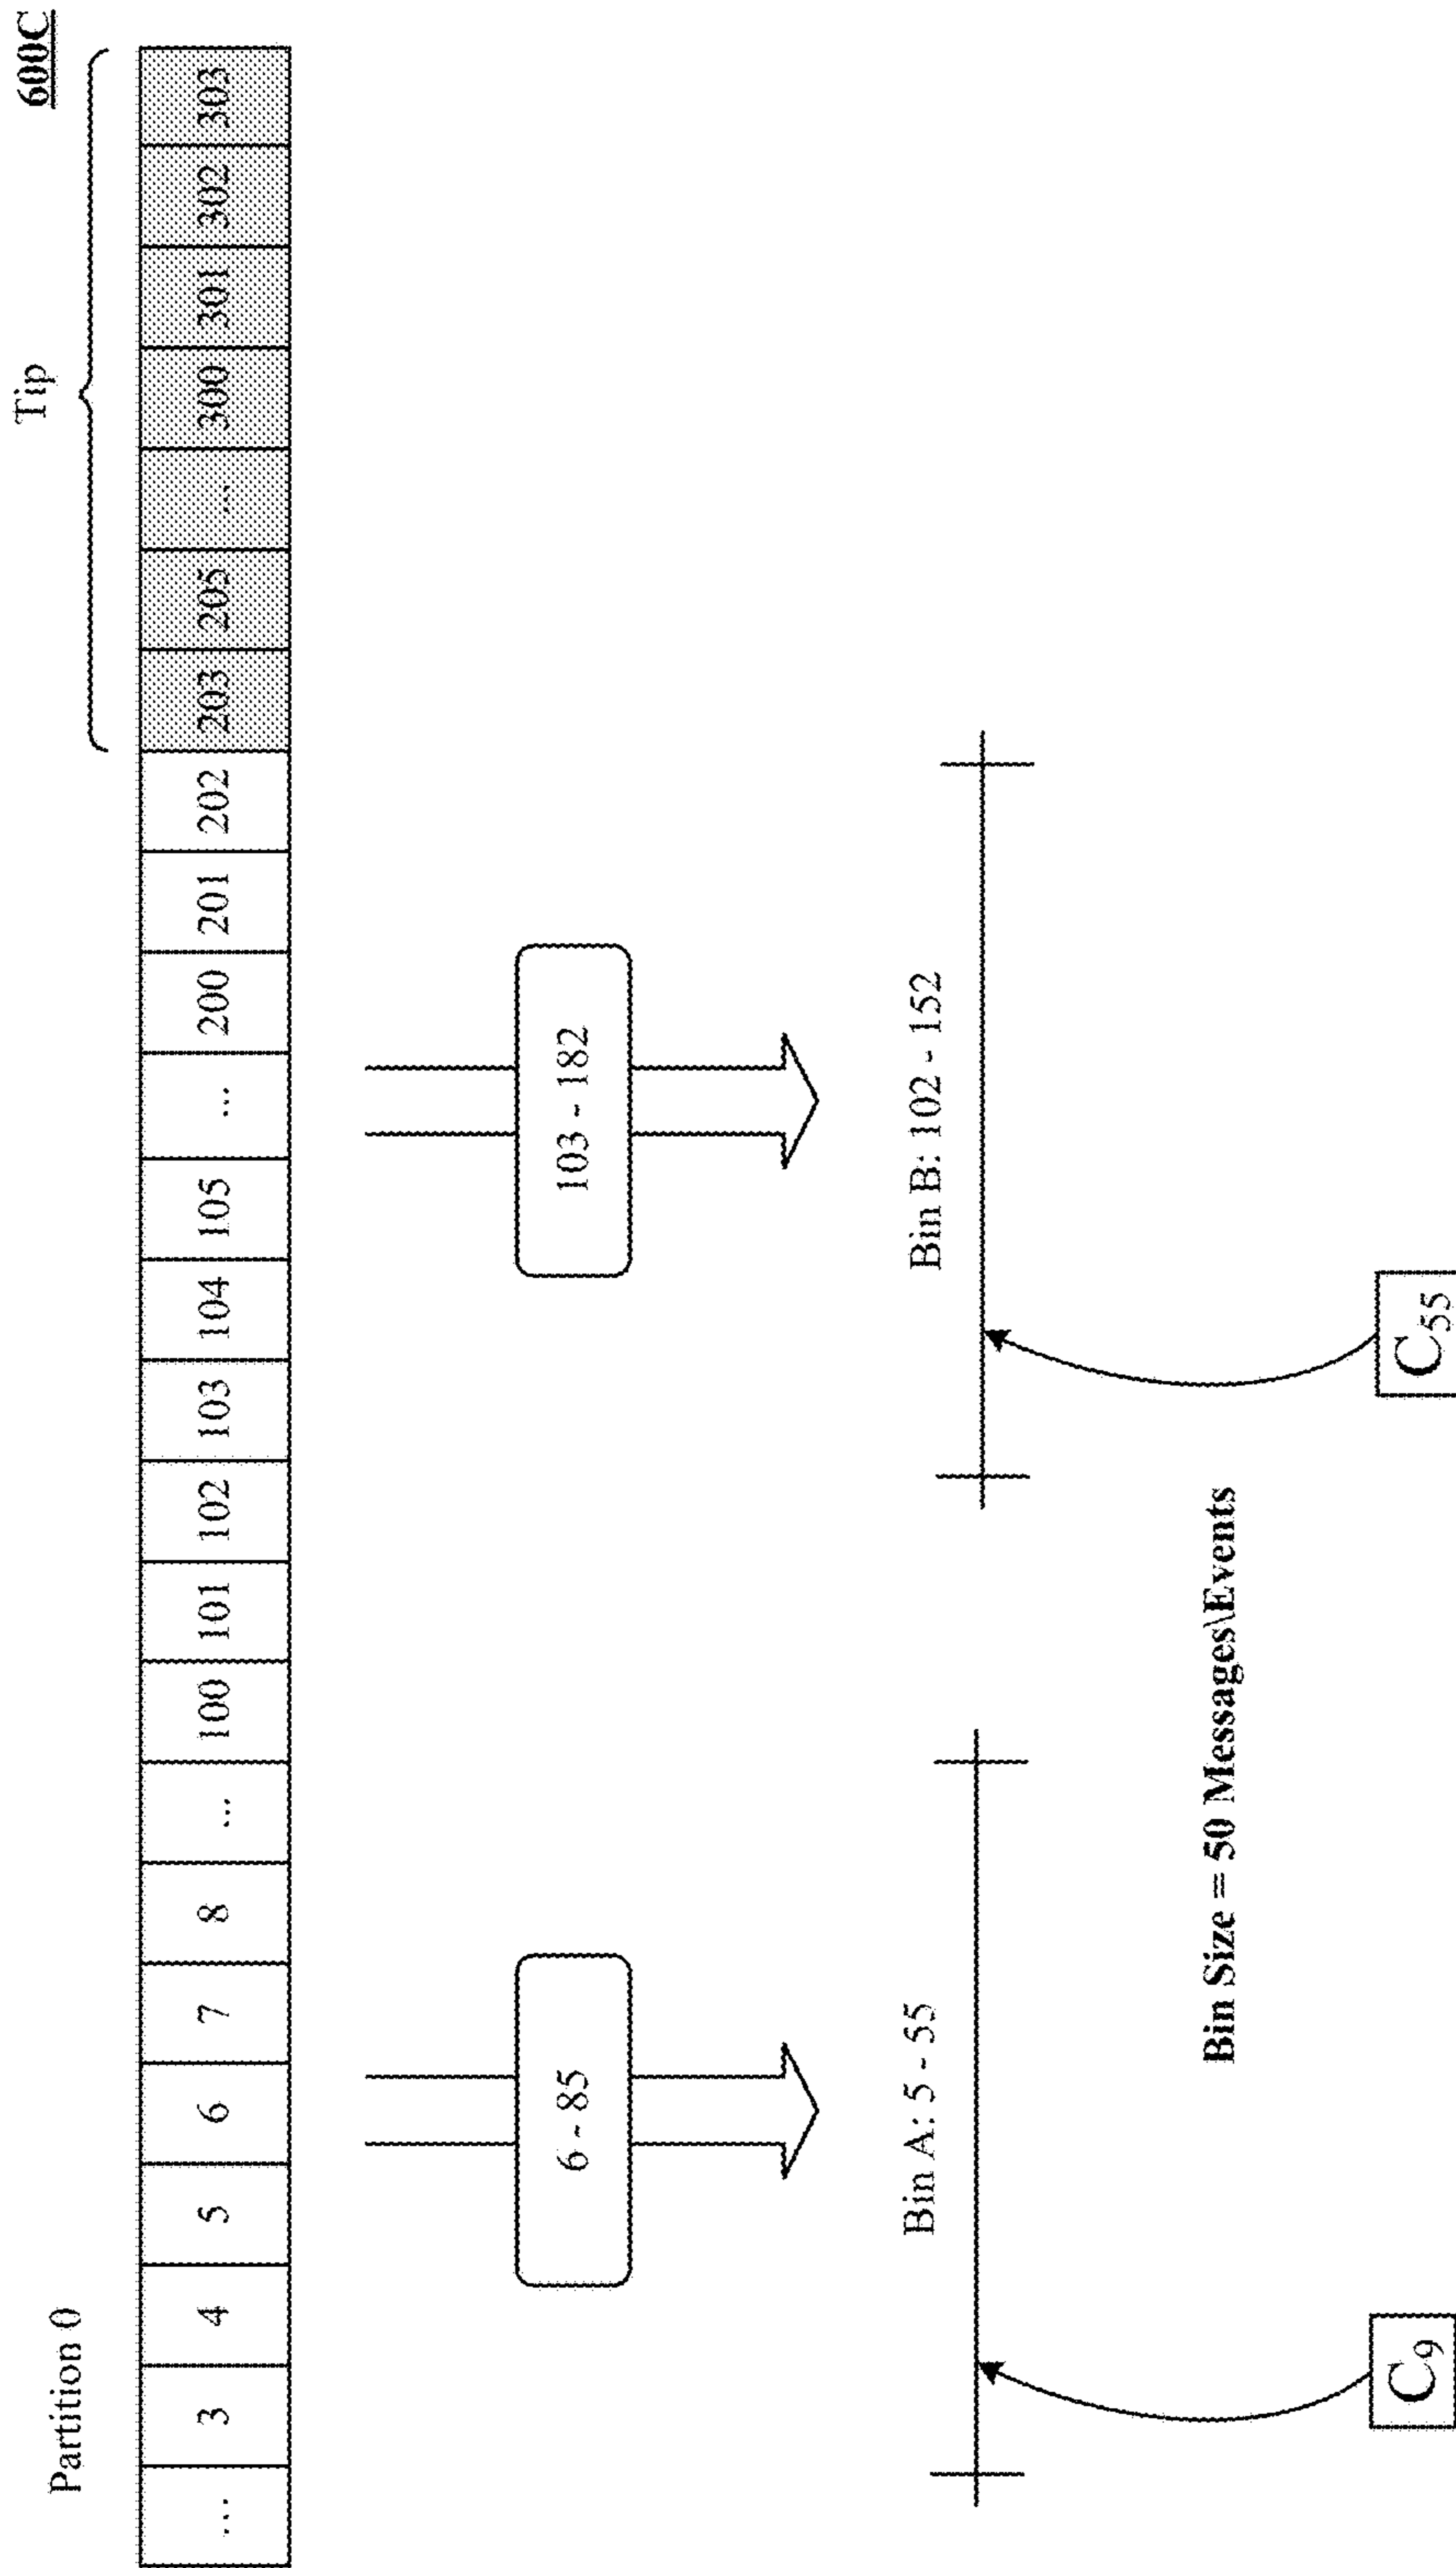 600C
Partition 0
Tip
... 3 4 5 6 7 8 ... 100 101 102 103 104 105 ... 200 201 202 203 205 ... 300 301 302 303
6 - 85
103 - 182
Bin A: 5 - 55
Bin B: 102 - 152
Bin Size = 50 Messages\Events
C9
C55